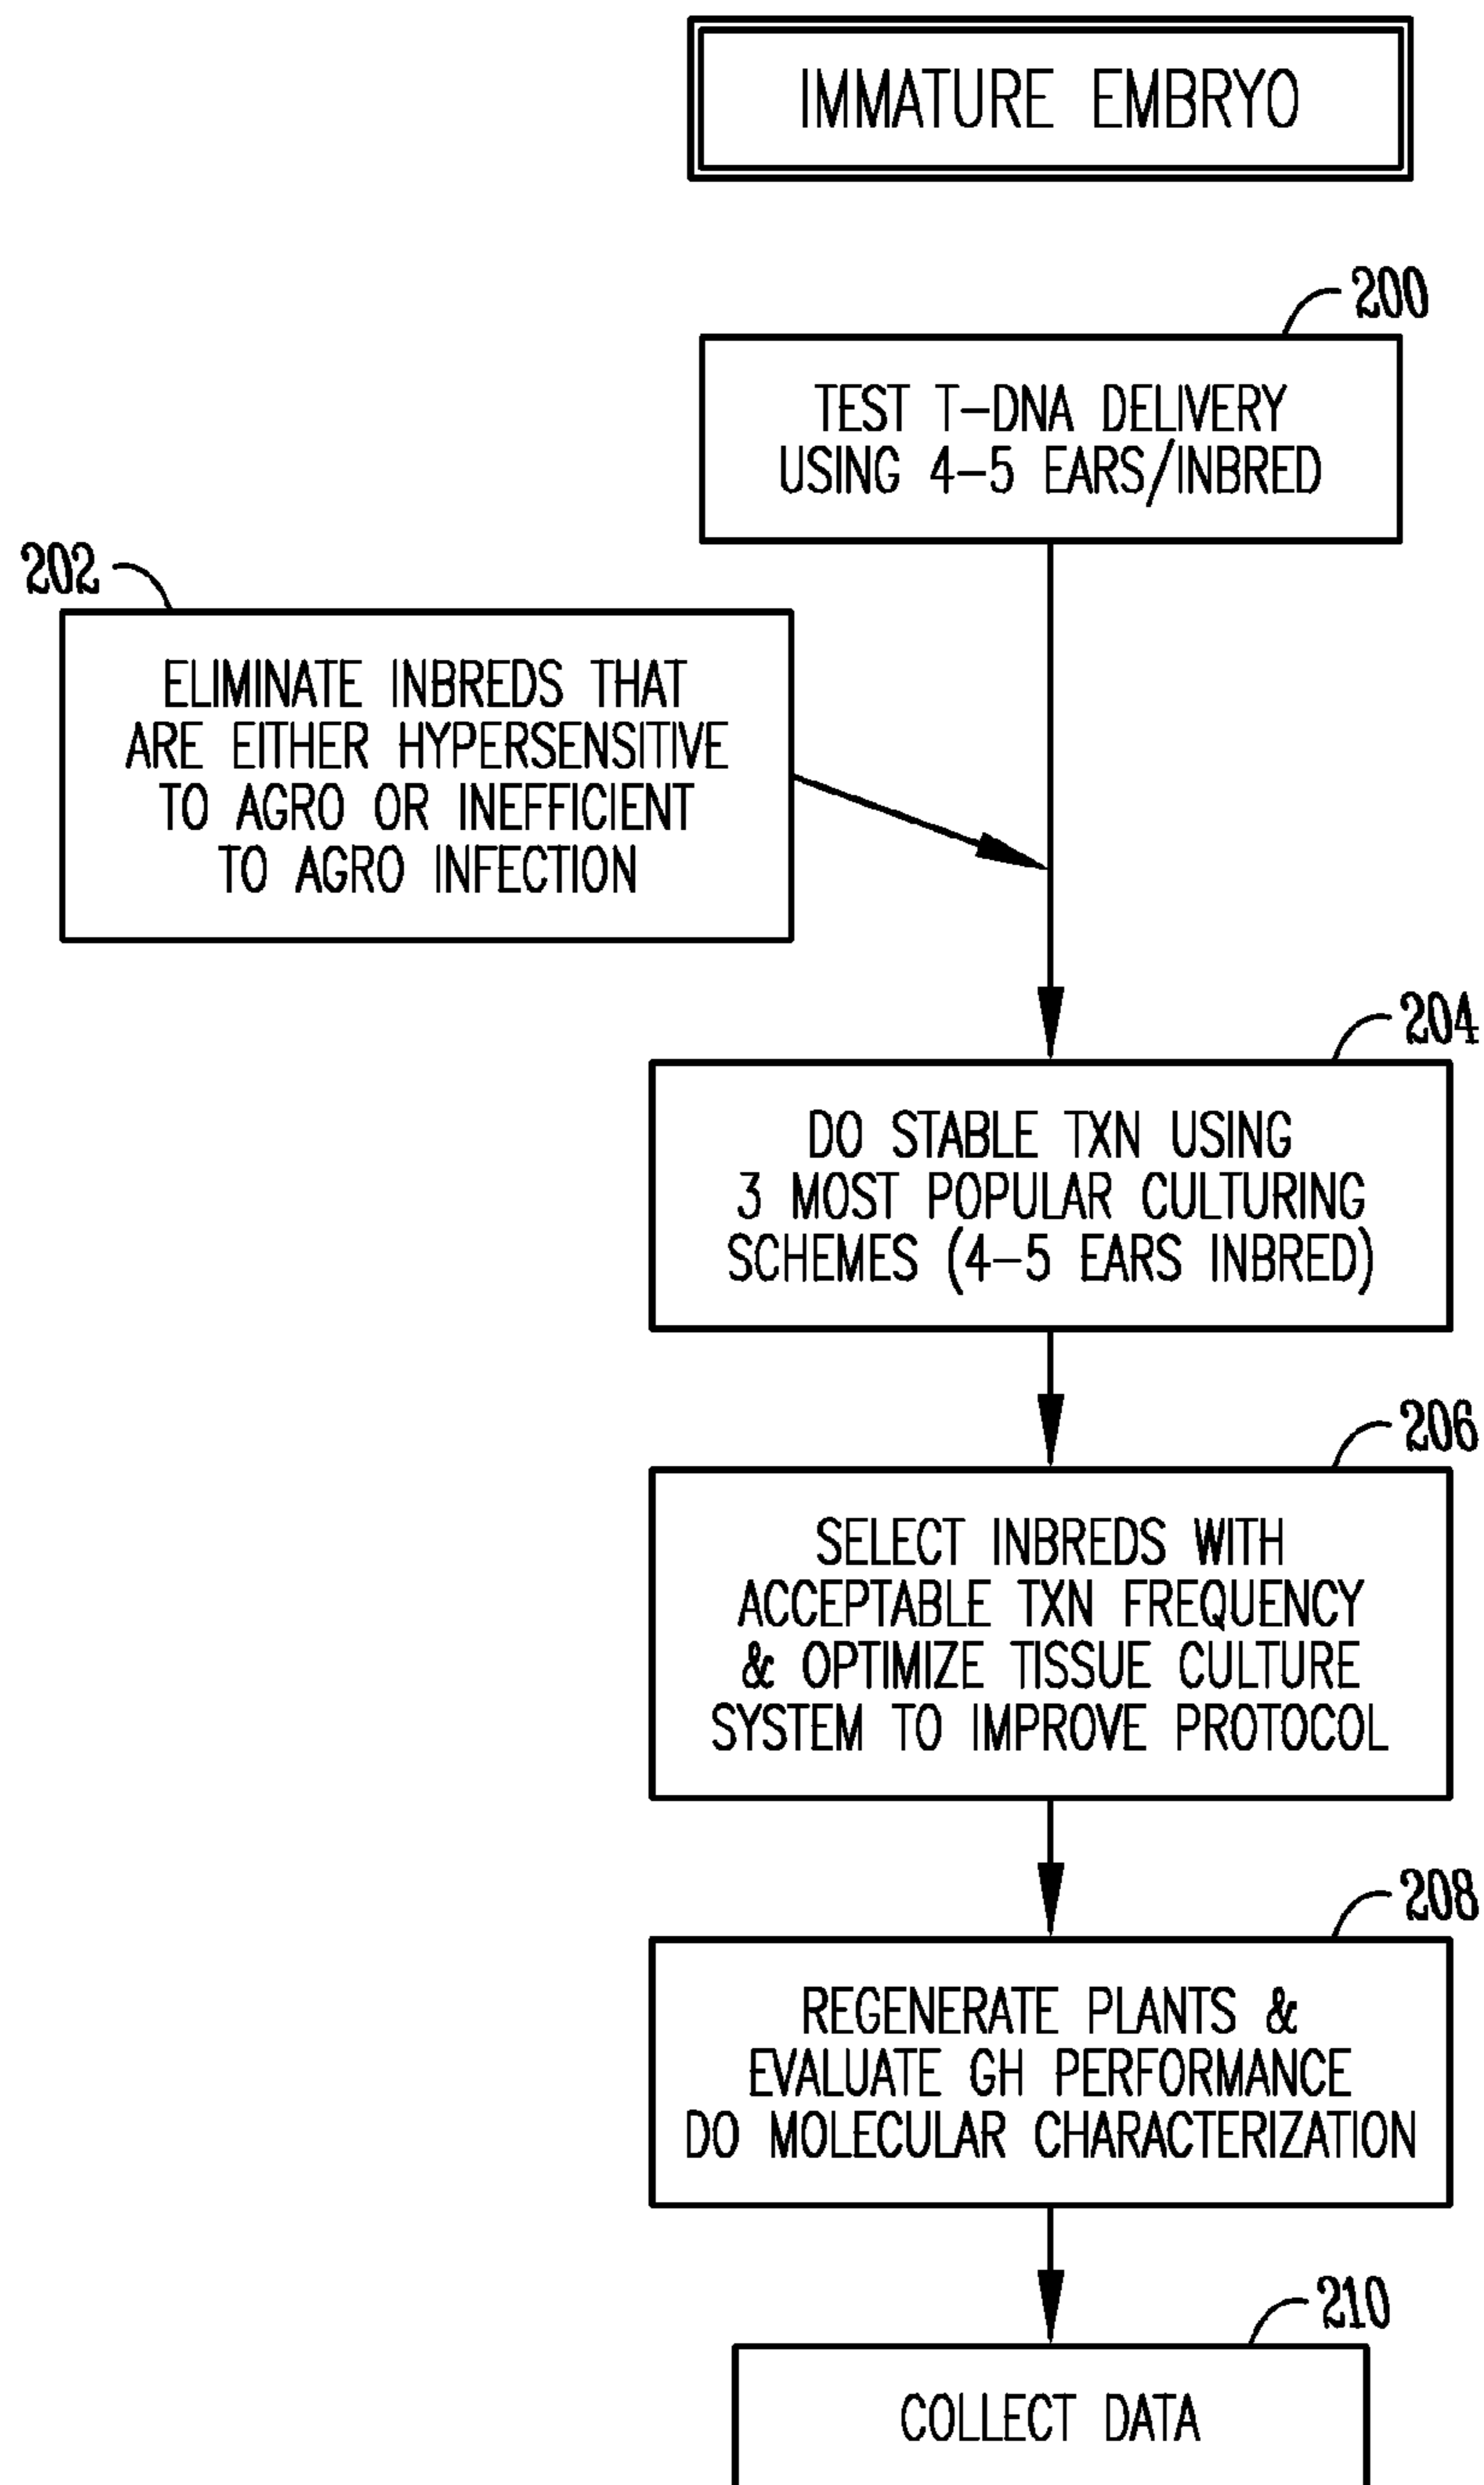 IMMATURE EMBRYO
200
TEST T-DNA DELIVERY
USING 4-5 EARS/INBRED
202
ELIMINATE INBREDS THAT
ARE EITHER HYPERSENSITIVE
TO AGRO OR INEFFICIENT
TO AGRO INFECTION
204
DO STABLE TXN USING
3 MOST POPULAR CULTURING
SCHEMES (4-5 EARS INBRED)
206
SELECT INBREDS WITH
ACCEPTABLE TXN FREQUENCY
& OPTIMIZE TISSUE CULTURE
SYSTEM TO IMPROVE PROTOCOL
208
REGENERATE PLANTS &
EVALUATE GH PERFORMANCE
DO MOLECULAR CHARACTERIZATION
210
COLLECT DATA